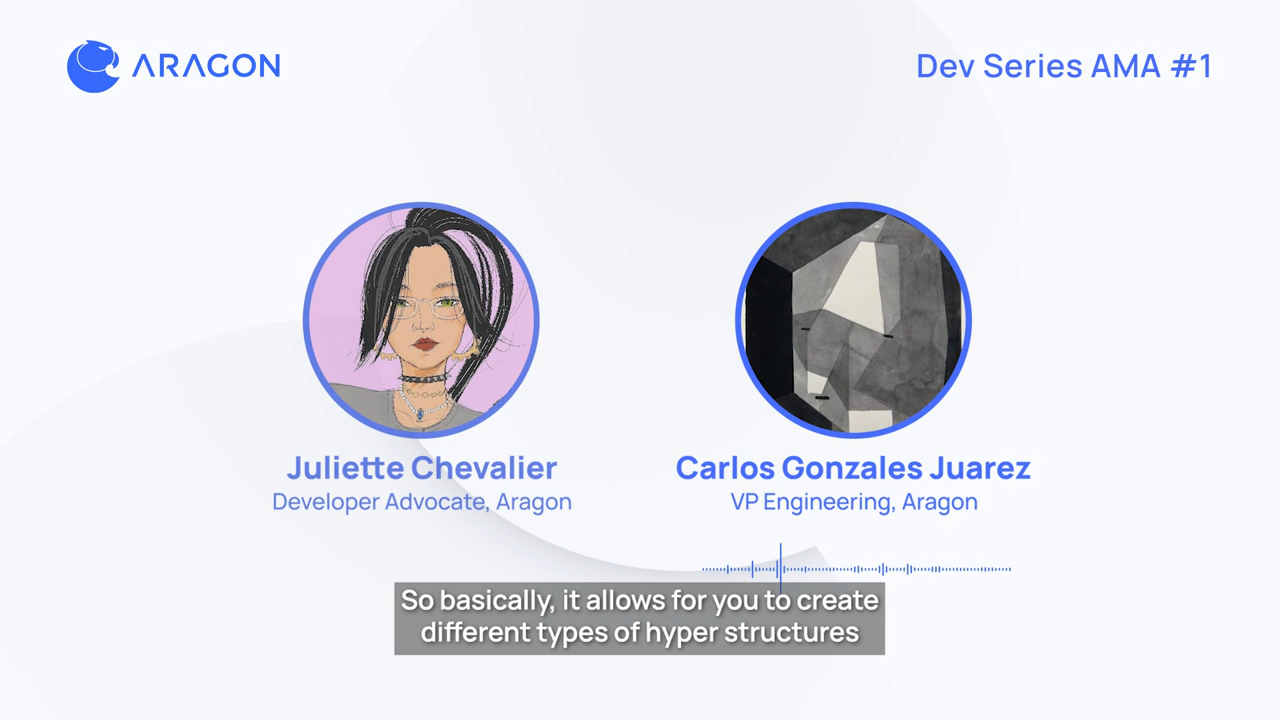 ARAGON
Dev Series AMA #1
Juliette Chevalier
Developer Advocate, Aragon
Carlos Gonzales Juarez
VP Engineering, Aragon
So basically, it allows for you to create
different types of hyper structures